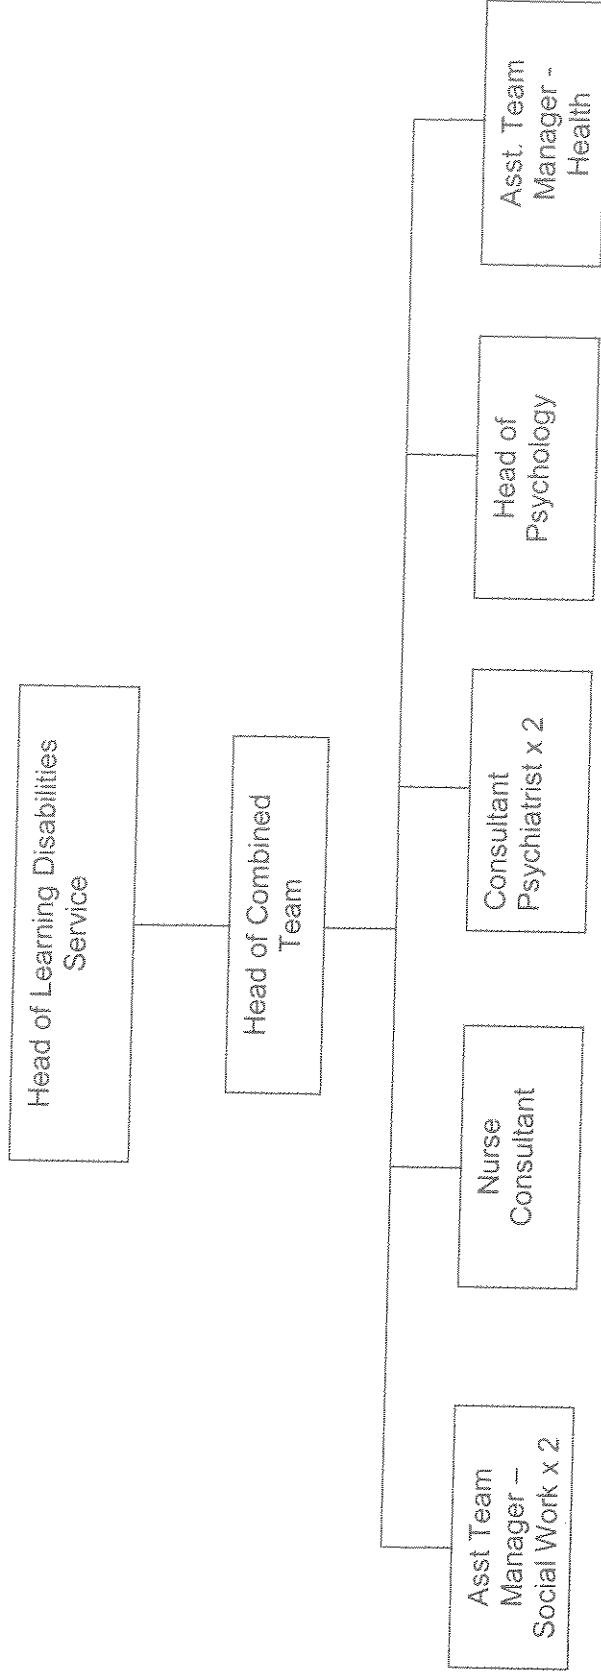 Head of Learning Disabilities
Service
Head of Combined
Team
Asst Team
Manager –
Social Work x 2
Nurse
Consultant
Consultant
Psychiatrist x 2
Head of
Psychology
Asst. Team
Manager -
Health